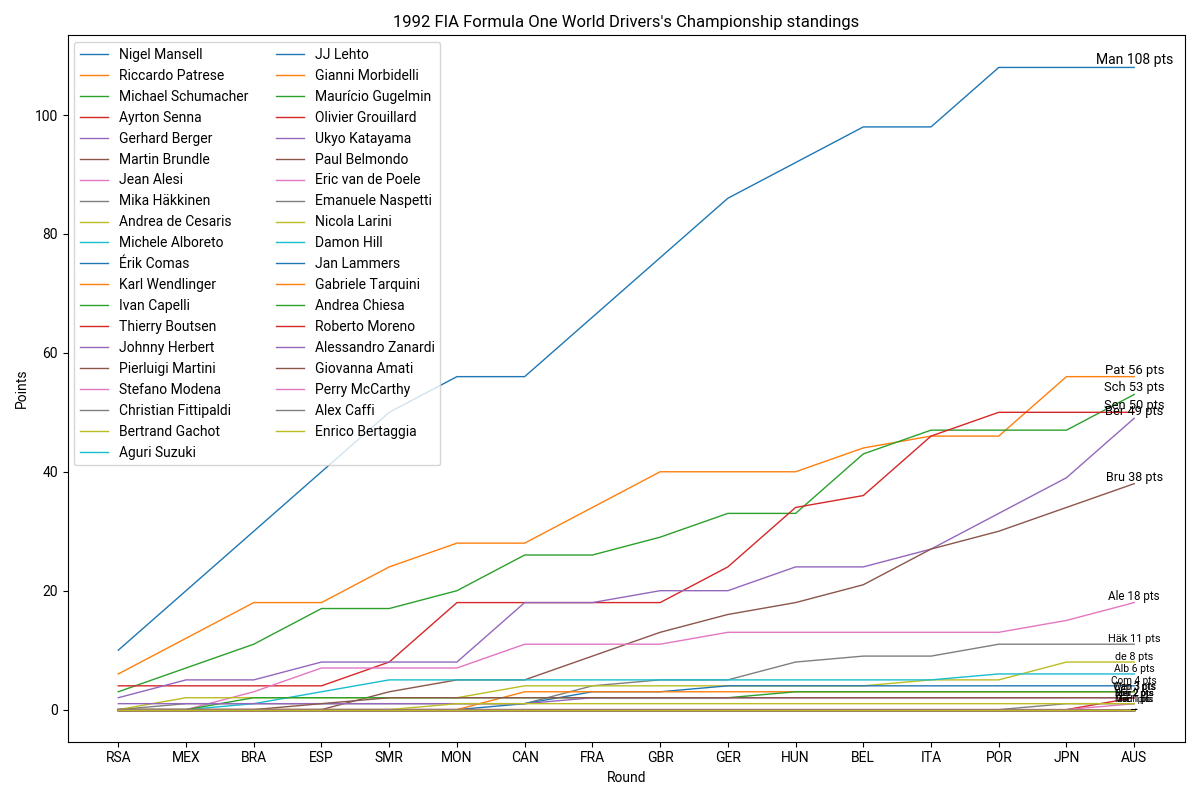 1992 FIA Formula One World Drivers's Championship standings
Nigel Mansell
Riccardo Patrese
Michael Schumacher
Ayrton Senna
Gerhard Berger
Martin Brundle
Jean Alesi
Mika Häkkinen
Andrea de Cesaris
Michele Alboreto
Érik Comas
Karl Wendlinger
Ivan Capelli
Thierry Boutsen
Johnny Herbert
Pierluigi Martini
Stefano Modena
Christian Fittipaldi
Bertrand Gachot
Aguri Suzuki
JJ Lehto
Gianni Morbidelli
Maurício Gugelmin
Olivier Grouillard
Ukyo Katayama
Paul Belmondo
Eric van de Poele
Emanuele Naspetti
Nicola Larini
Damon Hill
Jan Lammers
Gabriele Tarquini
Andrea Chiesa
Roberto Moreno
Alessandro Zanardi
Giovanna Amati
Perry McCarthy
Alex Caffi
Enrico Bertaggia
Man 108 pts
Pat 56 pts
Sch 53 pts
Sen 50 pts
Ber 49 pts
Bru 38 pts
Ale 18 pts
Häk 11 pts
de 8 pts
Alb 6 pts
Com 4 pts
Points
100
80
60
40
20
0
RSA MEX BRA ESP SMR MON CAN FRA GBR GER HUN BEL ITA POR JPN AUS
Round